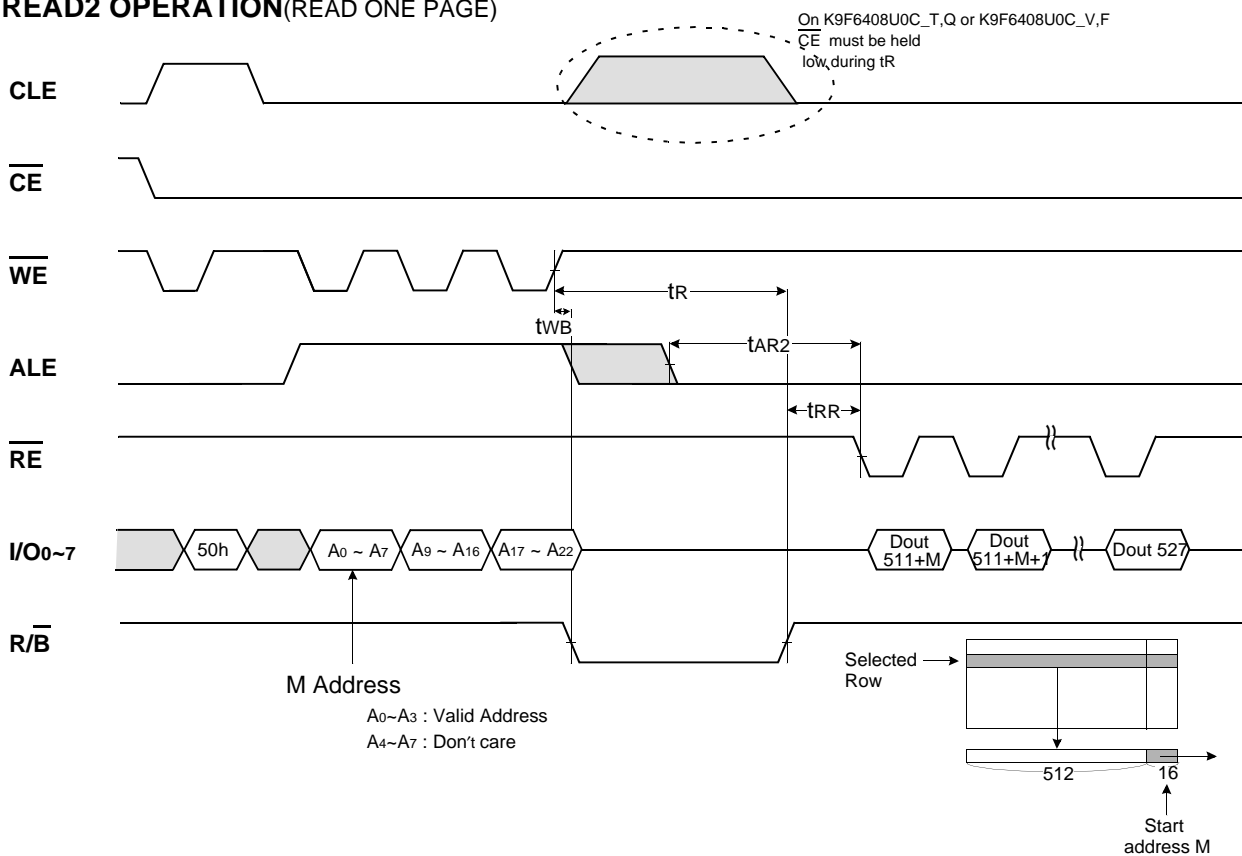 READ2 OPERATION(READ ONE PAGE)
On K9F6408U0C_T,Q or K9F6408U0C_V,F
CE must be held
low during tR
CLE
CE
WE
tR
tWB
ALE
tAR2
tRR
RE
I/O0~7
50h
A0 ~ A7
A9 ~ A16
A17 ~ A22
Dout
511+M
Dout
511+M+1
Dout 527
R/B
M Address
A0~A3 : Valid Address
A4~A7 : Don't care
Selected
Row
512
16
Start
address M